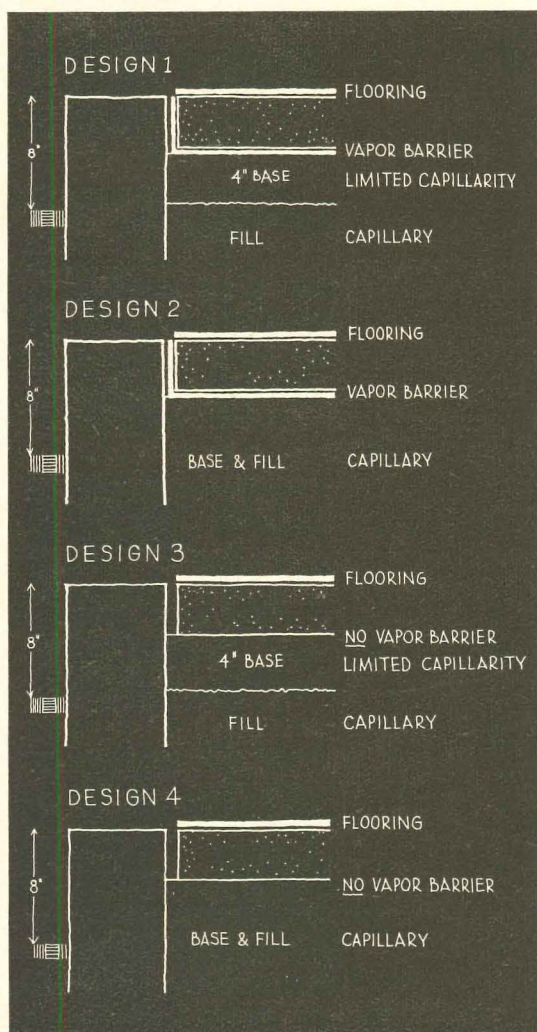 DESIGN 1
FLOORING
8"
VAPOR BARRIER
4" BASE LIMITED CAPILLARITY
FILL CAPILLARY
DESIGN 2
FLOORING
8"
VAPOR BARRIER
BASE & FILL CAPILLARY
DESIGN 3
FLOORING
8"
NO VAPOR BARRIER
4" BASE LIMITED CAPILLARITY
FILL CAPILLARY
DESIGN 4
FLOORING
8"
NO VAPOR BARRIER
BASE & FILL CAPILLARY